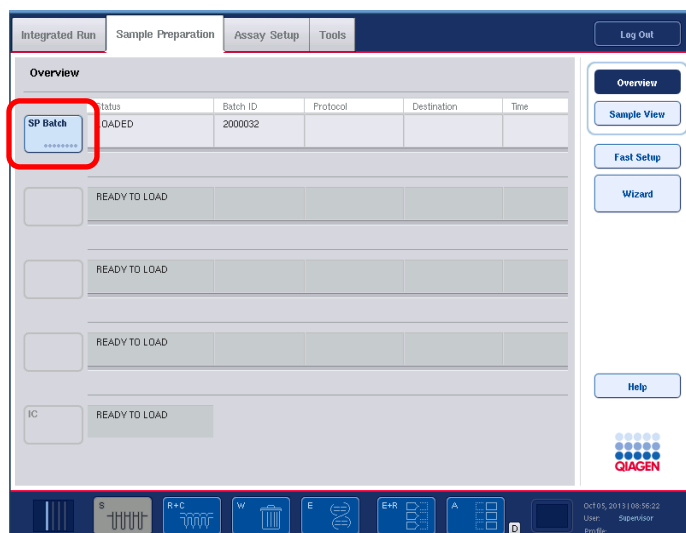 Integrated Run
Sample Preparation
Assay Setup
Tools
Log Out
Overview
Overview
Sample View
Fast Setup
Wizard
Help
Status
Batch ID
Protocol
Destination
Time
SP Batch
LOADED
2000032
READY TO LOAD
READY TO LOAD
READY TO LOAD
IC
READY TO LOAD
QIAGEN
S
R+C
W
E
E+R
A
D
Oct 05, 2013 | 08:56:22
User: Supervisor
Profile: